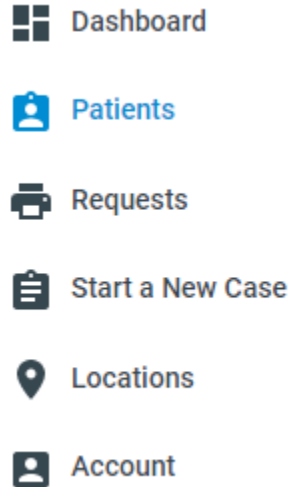 Dashboard
Patients
Requests
Start a New Case
Locations
Account